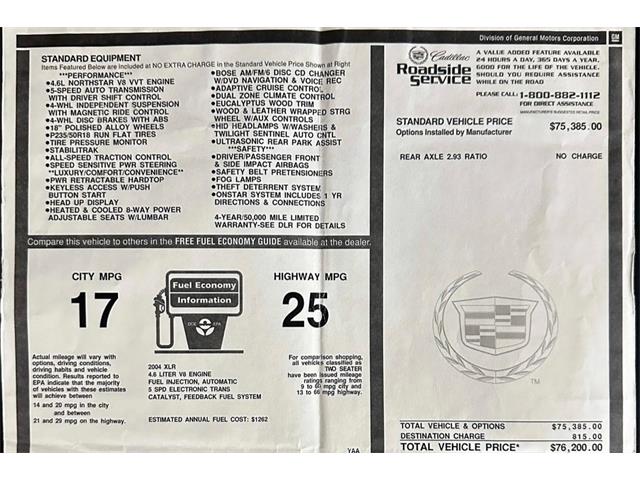 Division of General Motors Corporation GM
STANDARD EQUIPMENT
Items Featured Below are Included at NO EXTRA CHARGE in the Standard Vehicle Price Shown at Right
***PERFORMANCE***
•4.6L NORTHSTAR V8 VVT ENGINE
•5-SPEED AUTO TRANSMISSION
WITH DRIVER SHIFT CONTROL
•4-WHL INDEPENDENT SUSPENSION
WITH MAGNETIC RIDE CONTROL
•4-WHL DISC BRAKES WITH ABS
•18" POLISHED ALLOY WHEELS
•P235/50R18 RUN FLAT TIRES
•TIRE PRESSURE MONITOR
•STABILITRAK
•ALL-SPEED TRACTION CONTROL
•SPEED SENSITIVE PWR STEERING
**LUXURY/COMFORT/CONVENIENCE**
•PWR RETRACTABLE HARDTOP
•KEYLESS ACCESS W/PUSH
BUTTON START
•HEAD UP DISPLAY
•HEATED & COOLED 8-WAY POWER
ADJUSTABLE SEATS W/LUMBAR
•BOSE AM/FM/6 DISC CD CHANGER
W/DVD NAVIGATION & VOICE REC
•ADAPTIVE CRUISE CONTROL
•DUAL ZONE CLIMATE CONTROL
•EUCALYPTUS WOOD TRIM
•WOOD & LEATHER WRAPPED STRG
WHEEL W/AUX CONTROLS
•HID HEADLAMPS W/WASHERS &
TWILIGHT SENTINEL AUTO CNTL
•ULTRASONIC REAR PARK ASSIST
***SAFETY***
•DRIVER/PASSENGER FRONT
& SIDE IMPACT AIRBAGS
•SAFETY BELT PRETENSIONERS
•FOG LAMPS
•THEFT DETERRENT SYSTEM
•ONSTAR SYSTEM INCLUDES 1 YR
DIRECTIONS & CONNECTIONS
4-YEAR/50,000 MILE LIMITED
WARRANTY-SEE DLR FOR DETAILS
Cadillac
Roadside
Service
A VALUE ADDED FEATURE AVAILABLE
24 HOURS A DAY, 365 DAYS A YEAR,
GOOD FOR THE LIFE OF THE VEHICLE.
SHOULD YOU REQUIRE ASSISTANCE
WHILE ON THE ROAD
PLEASE CALL: 1-800-882-1112
FOR DIRECT ASSISTANCE
MANUFACTURER'S SUGGESTED RETAIL PRICE
STANDARD VEHICLE PRICE $75,385.00
Options Installed by Manufacturer
REAR AXLE 2.93 RATIO NO CHARGE
Compare this vehicle to others in the FREE FUEL ECONOMY GUIDE available at the dealer.
CITY MPG
17
Fuel Economy
Information
DOE EPA
HIGHWAY MPG
25
Actual mileage will vary with
options, driving conditions,
driving habits and vehicle
condition. Results reported to
EPA indicate that the majority
of vehicles with these estimates
will achieve between
14 and 20 mpg in the city
and between
21 and 29 mpg on the highway.
2004 XLR
4.6 LITER V8 ENGINE
FUEL INJECTION, AUTOMATIC
5 SPD ELECTRONIC TRANS
CATALYST, FEEDBACK FUEL SYSTEM
ESTIMATED ANNUAL FUEL COST: $1262
For comparison shopping,
all vehicles classified as
TWO SEATER
have been issued mileage
ratings ranging from
9 to 60 mpg city and
13 to 66 mpg highway.
YAA
TM
TOTAL VEHICLE & OPTIONS $75,385.00
DESTINATION CHARGE 815.00
TOTAL VEHICLE PRICE* $76,200.00